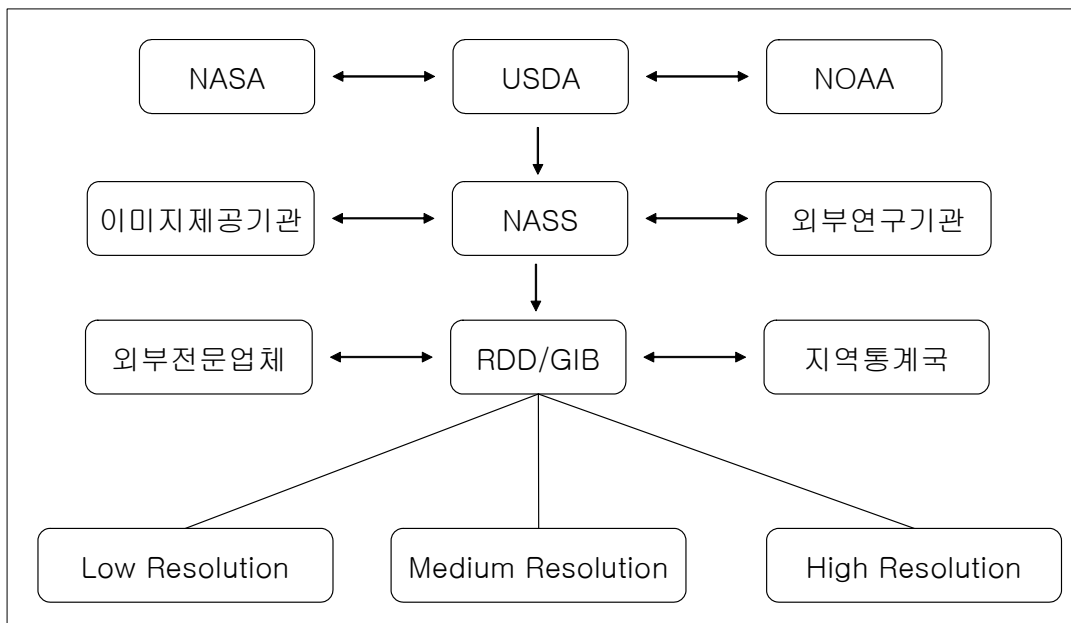 NASA
USDA
NOAA
이미지제공기관
NASS
외부연구기관
외부전문업체
RDD/GIB
지역통계국
Low Resolution
Medium Resolution
High Resolution